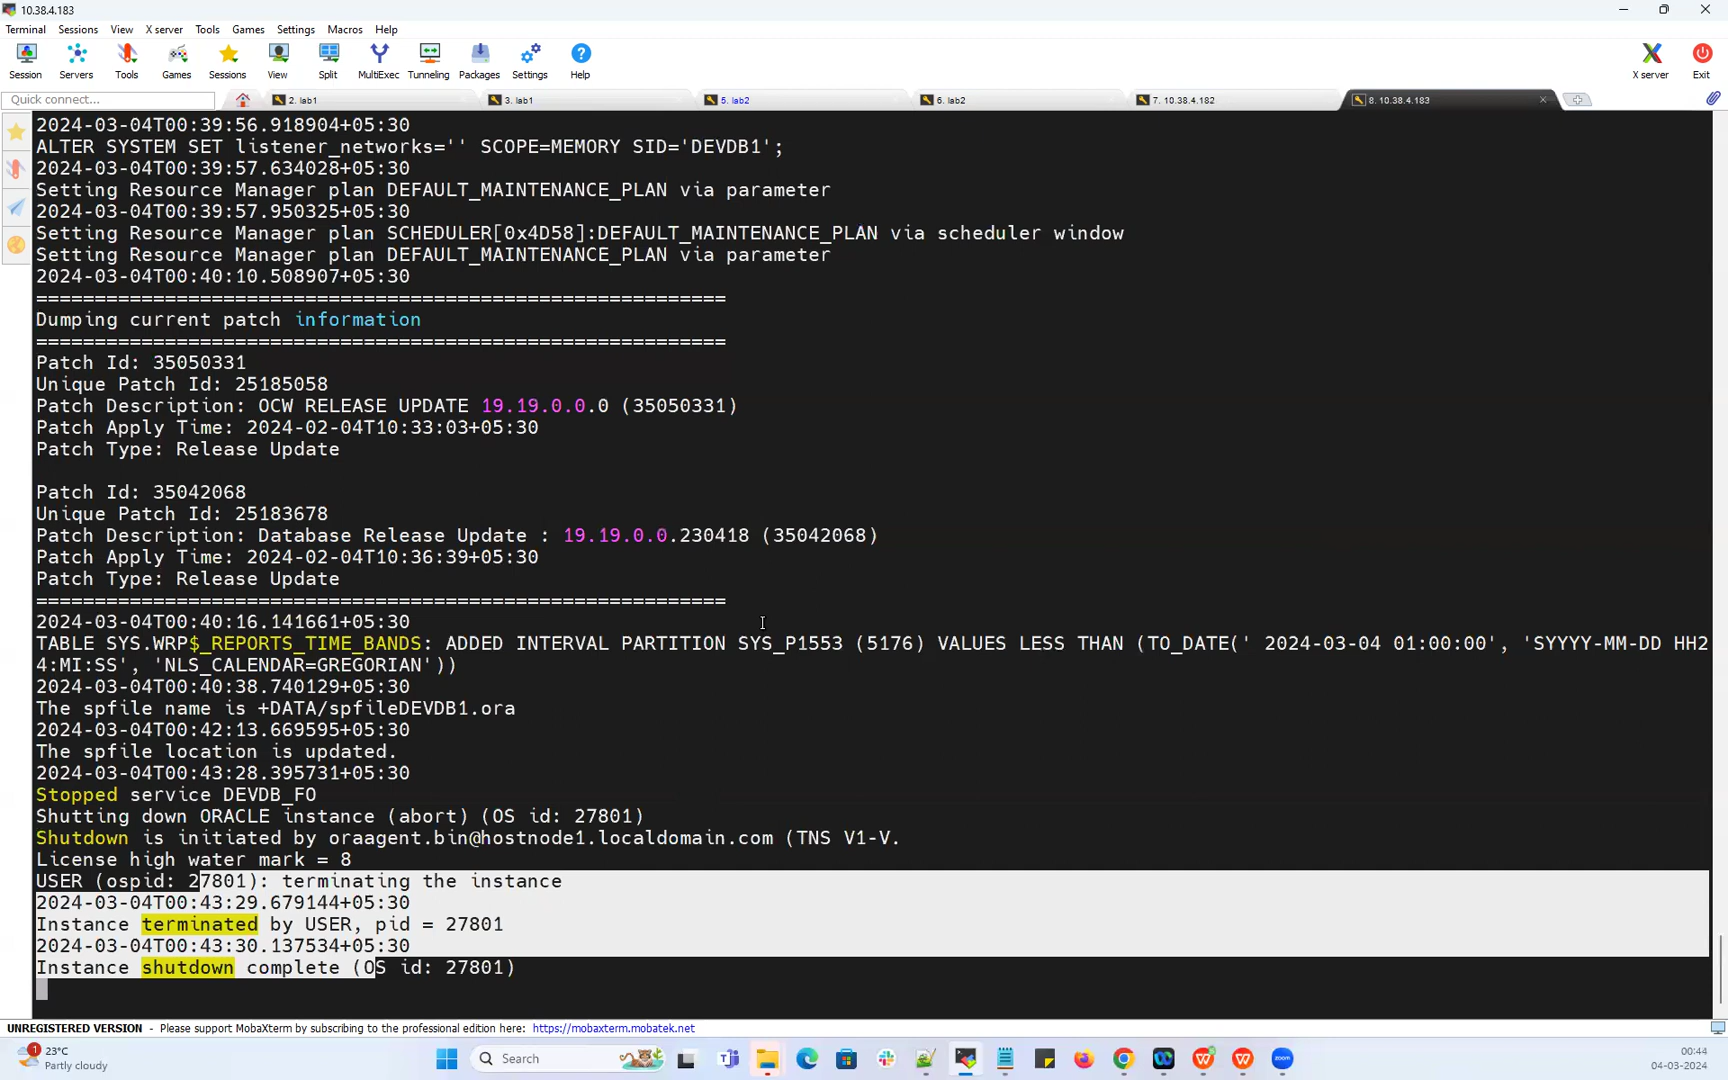 10.38.4.183
Terminal Sessions View X server Tools Games Settings Macros Help
Session Servers Tools Games Sessions View Split MultiExec Tunneling Packages Settings Help X server Exit
Quick connect... 2. lab1 3. lab1 5. lab2 6. lab2 7. 10.38.4.182 8. 10.38.4.183
2024-03-04T00:39:56.918904+05:30
ALTER SYSTEM SET listener_networks='' SCOPE=MEMORY SID='DEVDB1';
2024-03-04T00:39:57.634028+05:30
Setting Resource Manager plan DEFAULT_MAINTENANCE_PLAN via parameter
2024-03-04T00:39:57.950325+05:30
Setting Resource Manager plan SCHEDULER[0x4D58]:DEFAULT_MAINTENANCE_PLAN via scheduler window
Setting Resource Manager plan DEFAULT_MAINTENANCE_PLAN via parameter
2024-03-04T00:40:10.508907+05:30
===========================================================
Dumping current patch information
===========================================================
Patch Id: 35050331
Unique Patch Id: 25185058
Patch Description: OCW RELEASE UPDATE 19.19.0.0.0 (35050331)
Patch Apply Time: 2024-02-04T10:33:03+05:30
Patch Type: Release Update
Patch Id: 35042068
Unique Patch Id: 25183678
Patch Description: Database Release Update : 19.19.0.0.230418 (35042068)
Patch Apply Time: 2024-02-04T10:36:39+05:30
Patch Type: Release Update
===========================================================
2024-03-04T00:40:16.141661+05:30
TABLE SYS.WRP$_REPORTS_TIME_BANDS: ADDED INTERVAL PARTITION SYS_P1553 (5176) VALUES LESS THAN (TO_DATE(' 2024-03-04 01:00:00', 'SYYYY-MM-DD HH2
4:MI:SS', 'NLS_CALENDAR=GREGORIAN'))
2024-03-04T00:40:38.740129+05:30
The spfile name is +DATA/spfileDEVDB1.ora
2024-03-04T00:42:13.669595+05:30
The spfile location is updated.
2024-03-04T00:43:28.395731+05:30
Stopped service DEVDB_FO
Shutting down ORACLE instance (abort) (OS id: 27801)
Shutdown is initiated by oraagent.bin@hostnode1.localdomain.com (TNS V1-V.
License high water mark = 8
USER (ospid: 27801): terminating the instance
2024-03-04T00:43:29.679144+05:30
Instance terminated by USER, pid = 27801
2024-03-04T00:43:30.137534+05:30
Instance shutdown complete (OS id: 27801)
UNREGISTERED VERSION - Please support MobaXterm by subscribing to the professional edition here: https://mobaxterm.mobatek.net
1
23°C
Partly cloudy
Search
zoom
00:44
04-03-2024